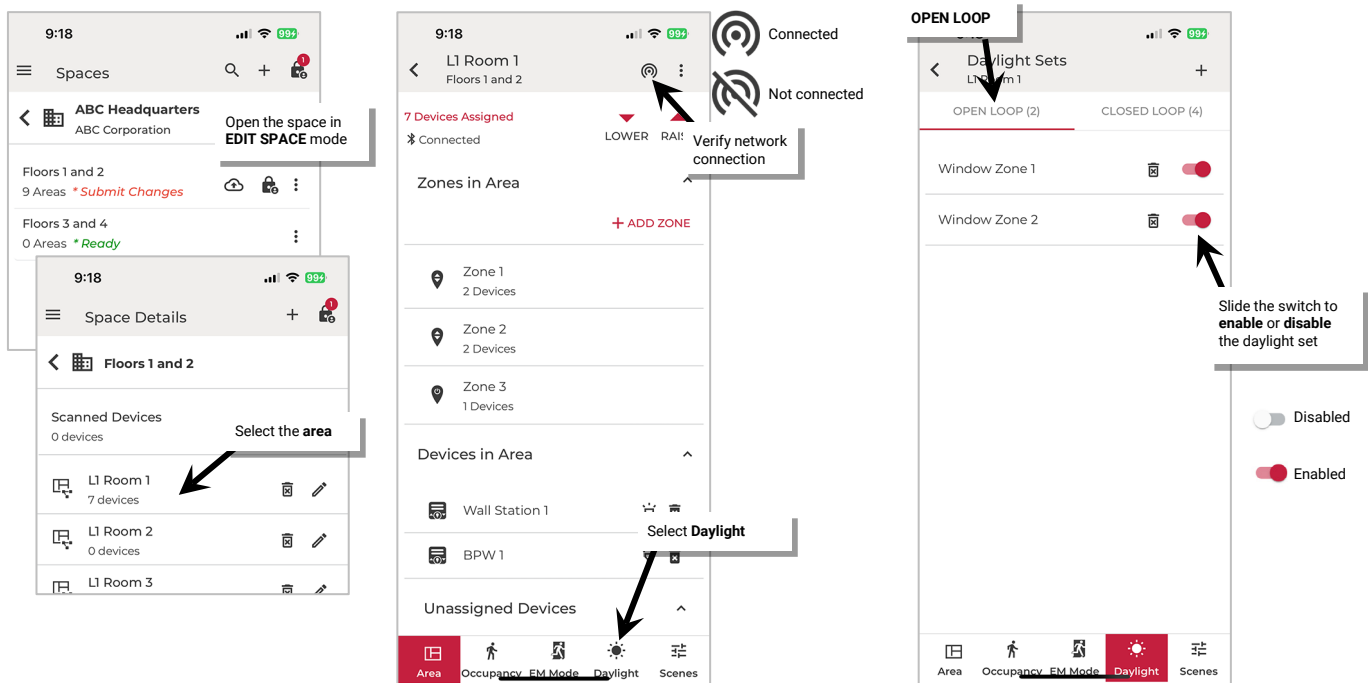 9:18
99+
Spaces
1
ABC Headquarters
ABC Corporation
Open the space in
EDIT SPACE mode
Floors 1 and 2
9 Areas * Submit Changes
Floors 3 and 4
0 Areas * Ready
9:18
99+
Space Details
1
Floors 1 and 2
Scanned Devices
0 devices
Select the area
L1 Room 1
7 devices
L1 Room 2
0 devices
L1 Room 3
9:18
99+
L1 Room 1
Floors 1 and 2
Connected
Not connected
7 Devices Assigned
Connected
LOWER
Verify network
connection
Zones in Area
+ ADD ZONE
Zone 1
2 Devices
Zone 2
2 Devices
Zone 3
1 Devices
Devices in Area
Wall Station 1
Select Daylight
BPW 1
Unassigned Devices
Area Occupancy EM Mode Daylight Scenes
OPEN LOOP
99+
Daylight Sets
L1 Room 1
OPEN LOOP (2) CLOSED LOOP (4)
Window Zone 1
Window Zone 2
Slide the switch to
enable or disable
the daylight set
Disabled
Enabled
Area Occupancy EM Mode Daylight Scenes